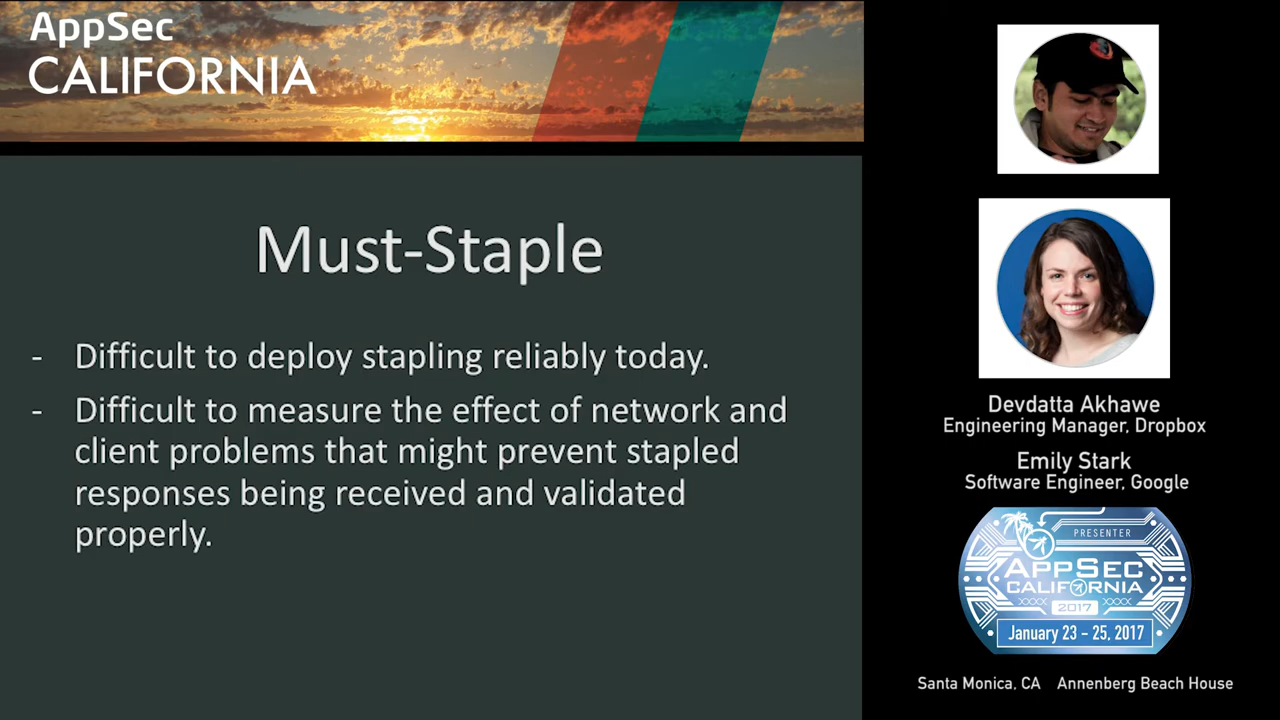 AppSec
CALIFORNIA
Must-Staple
- Difficult to deploy stapling reliably today.
- Difficult to measure the effect of network and
client problems that might prevent stapled
responses being received and validated
properly.
Devdatta Akhawe
Engineering Manager, Dropbox
Emily Stark
Software Engineer, Google
PRESENTER
APPSEC
CALIFORNIA
2017
January 23 - 25, 2017
Santa Monica, CA Annenberg Beach House